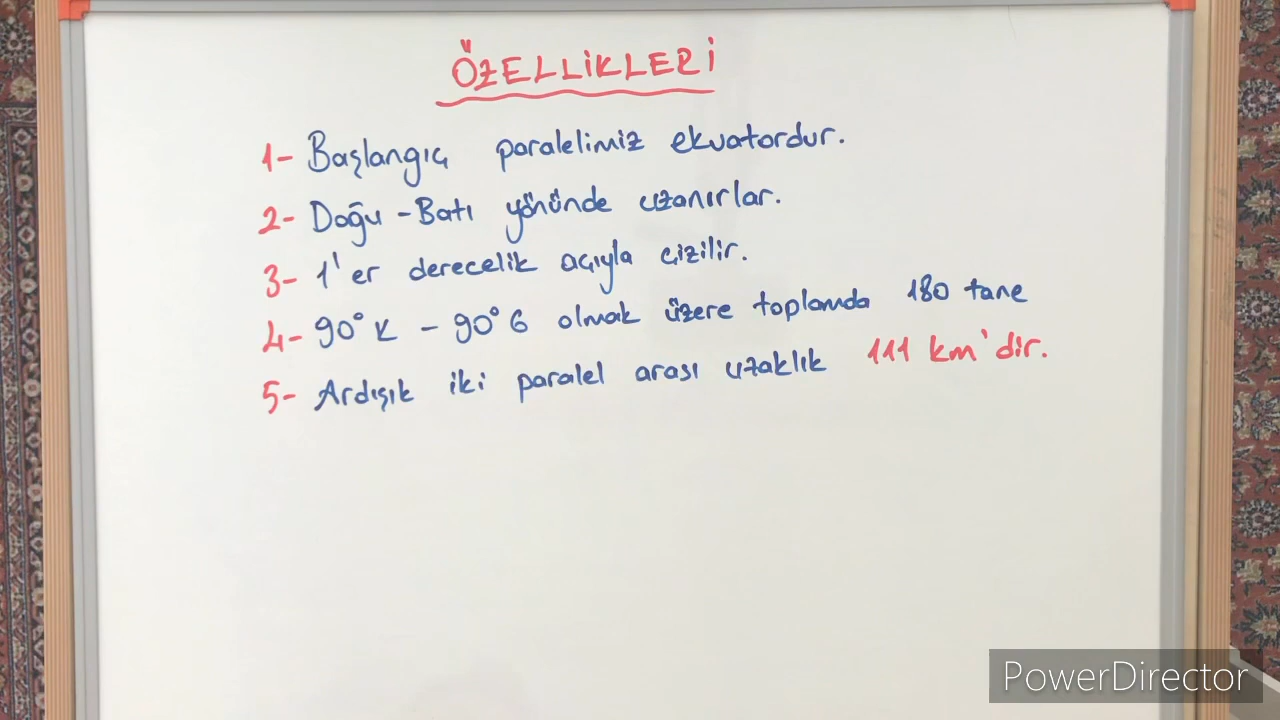 ÖZELLİKLERİ
1- Başlangıç paralelimiz ekvatordur.
2- Doğu - Batı yönünde uzanırlar.
3- 1'er derecelik açıyla çizilir.
4- 90° K - 90° G olmak üzere toplamda 180 tane
5- Ardışık iki paralel arası uzaklık 111 km'dir.
PowerDirector